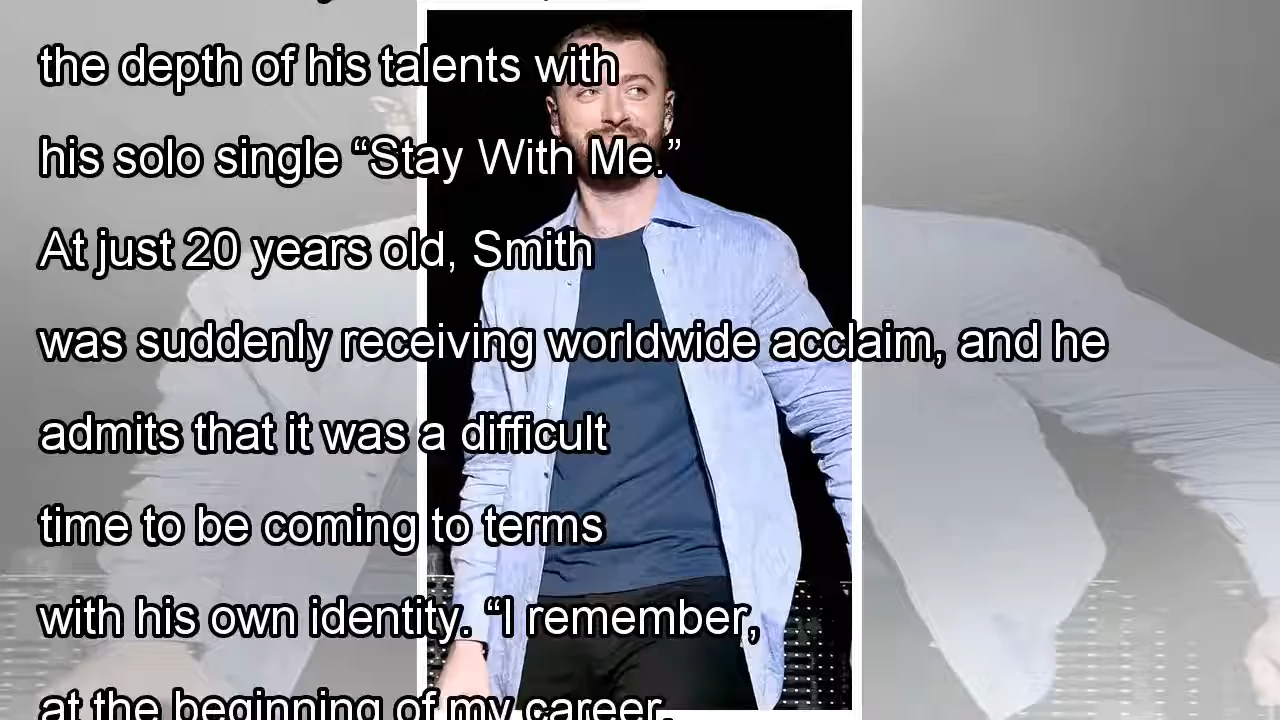 the depth of his talents with
his solo single “Stay With Me.”
At just 20 years old, Smith
was suddenly receiving worldwide acclaim, and he
admits that it was a difficult
time to be coming to terms
with his own identity. “I remember,
at the beginning of my career,